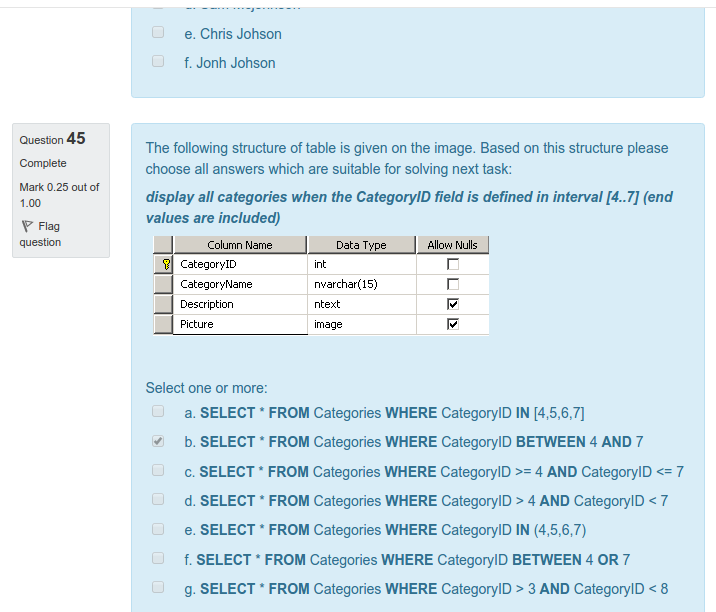 e. Chris Johson
f. Jonh Johson
Question 45
Complete
Mark 0.25 out of
1.00
Flag
question
The following structure of table is given on the image. Based on this structure please
choose all answers which are suitable for solving next task:
display all categories when the CategoryID field is defined in interval [4..7] (end
values are included)
Column Name Data Type Allow Nulls
CategoryID int
CategoryName nvarchar(15)
Description ntext
Picture image
Select one or more:
a. SELECT * FROM Categories WHERE CategoryID IN [4,5,6,7]
b. SELECT * FROM Categories WHERE CategoryID BETWEEN 4 AND 7
c. SELECT * FROM Categories WHERE CategoryID >= 4 AND CategoryID <= 7
d. SELECT * FROM Categories WHERE CategoryID > 4 AND CategoryID < 7
e. SELECT * FROM Categories WHERE CategoryID IN (4,5,6,7)
f. SELECT * FROM Categories WHERE CategoryID BETWEEN 4 OR 7
g. SELECT * FROM Categories WHERE CategoryID > 3 AND CategoryID < 8